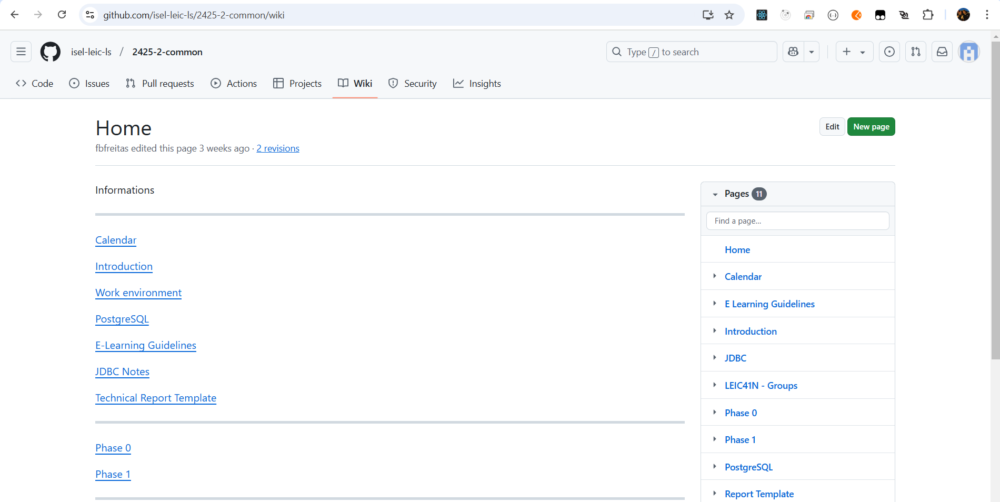 github.com/isel-leic-ls/2425-2-common/wiki
isel-leic-ls / 2425-2-common
Type / to search
Code Issues Pull requests Actions Projects Wiki Security Insights
Home
Edit New page
fbfreitas edited this page 3 weeks ago · 2 revisions
Informations
Calendar
Introduction
Work environment
PostgreSQL
E-Learning Guidelines
JDBC Notes
Technical Report Template
Phase 0
Phase 1
Pages 11
Find a page...
Home
Calendar
E Learning Guidelines
Introduction
JDBC
LEIC41N - Groups
Phase 0
Phase 1
PostgreSQL
Report Template